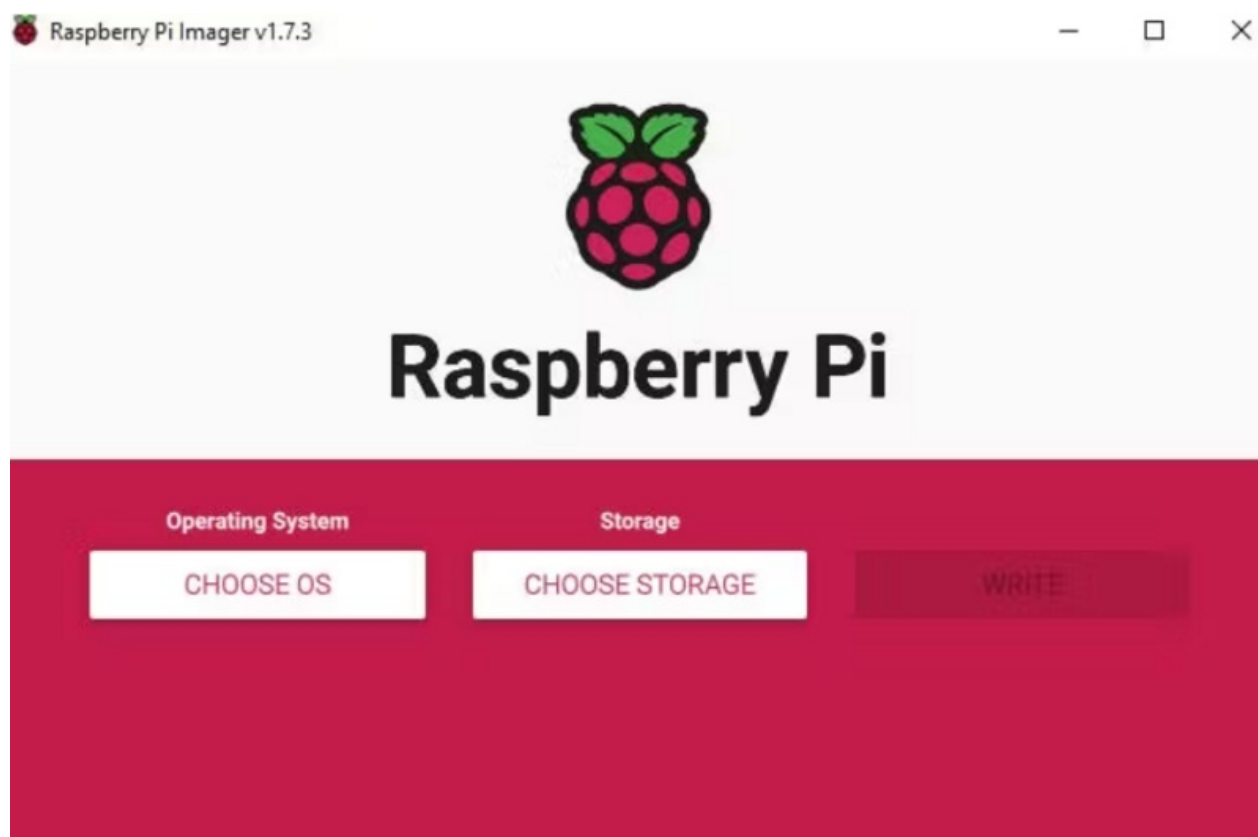 Raspberry Pi Imager v1.7.3
Raspberry Pi
Operating System
Storage
CHOOSE OS
CHOOSE STORAGE
WRITE